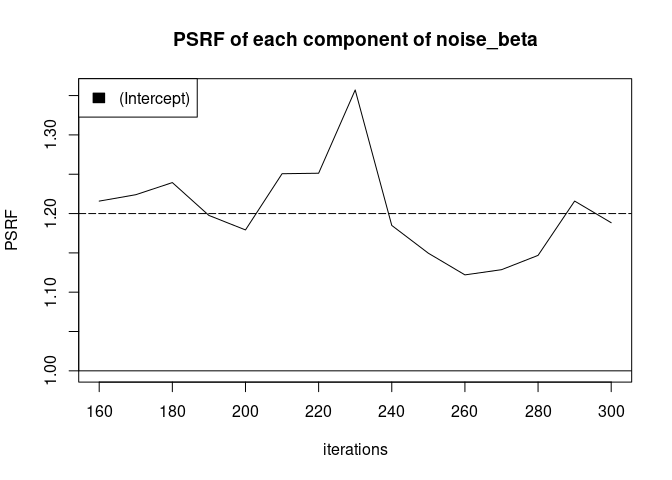 PSRF of each component of noise_beta
(Intercept)
PSRF
1.30
1.20
1.10
1.00
160 180 200 220 240 260 280 300
iterations